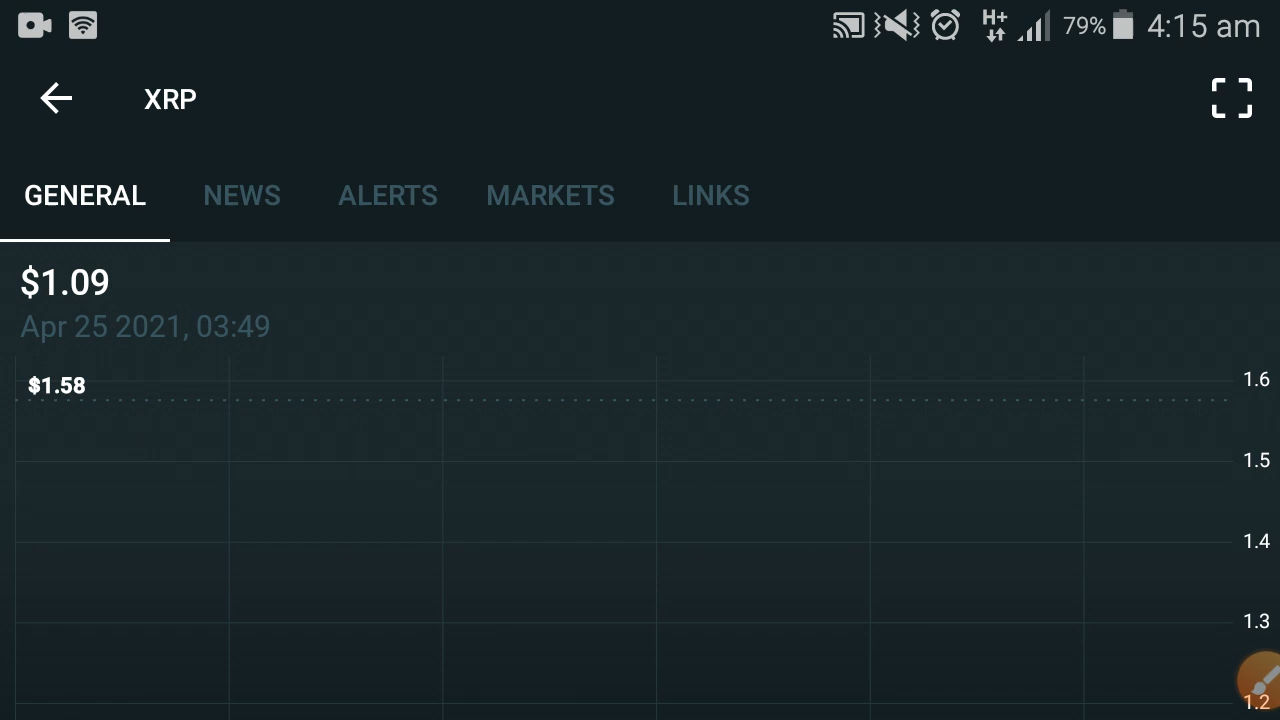 H+ 79% 4:15 am
XRP
GENERAL NEWS ALERTS MARKETS LINKS
$1.09
Apr 25 2021, 03:49
$1.58
1.6
1.5
1.4
1.3
1.2